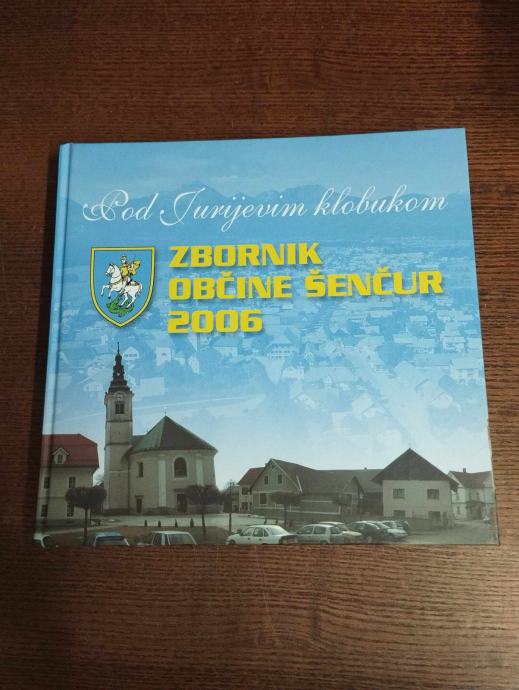 Pod Jurijevim klobukom
ZBORNIK
OBČINE ŠENČUR
2006